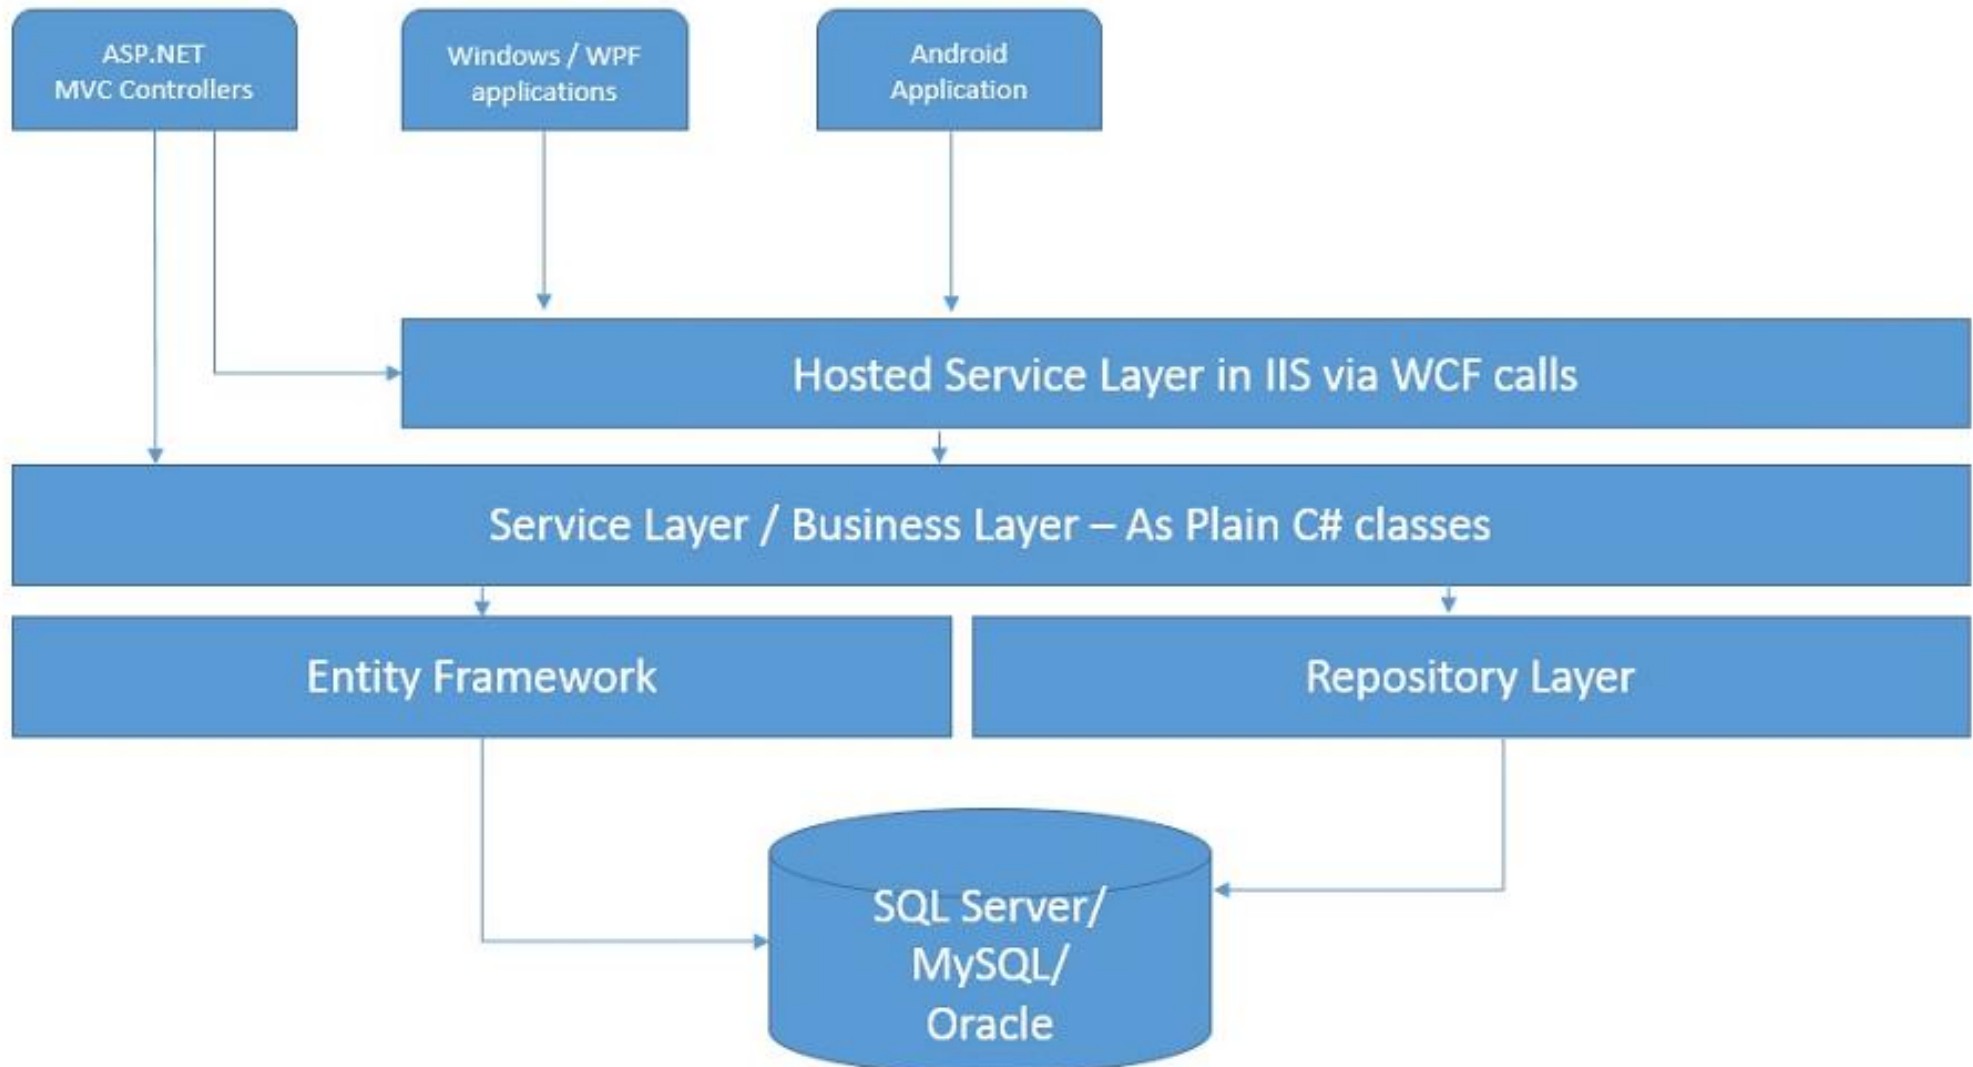 ASP.NET
MVC Controllers
Windows / WPF
applications
Android
Application
Hosted Service Layer in IIS via WCF calls
Service Layer / Business Layer – As Plain C# classes
Entity Framework
Repository Layer
SQL Server/
MySQL/
Oracle